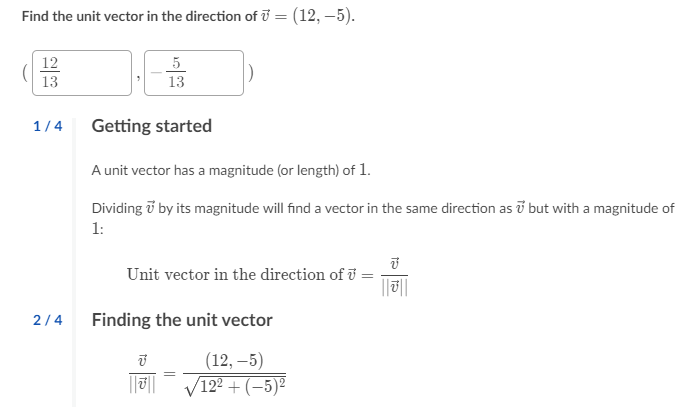 Find the unit vector in the direction of $\vec{v} = (12, -5)$.
( $\frac{12}{13}$ , $-\frac{5}{13}$ )
1 / 4 Getting started
A unit vector has a magnitude (or length) of 1.
Dividing $\vec{v}$ by its magnitude will find a vector in the same direction as $\vec{v}$ but with a magnitude of
1:
Unit vector in the direction of $\vec{v} = \frac{\vec{v}}{||\vec{v}||}$
2 / 4 Finding the unit vector
$\frac{\vec{v}}{||\vec{v}||} = \frac{(12, -5)}{\sqrt{12^2 + (-5)^2}}$